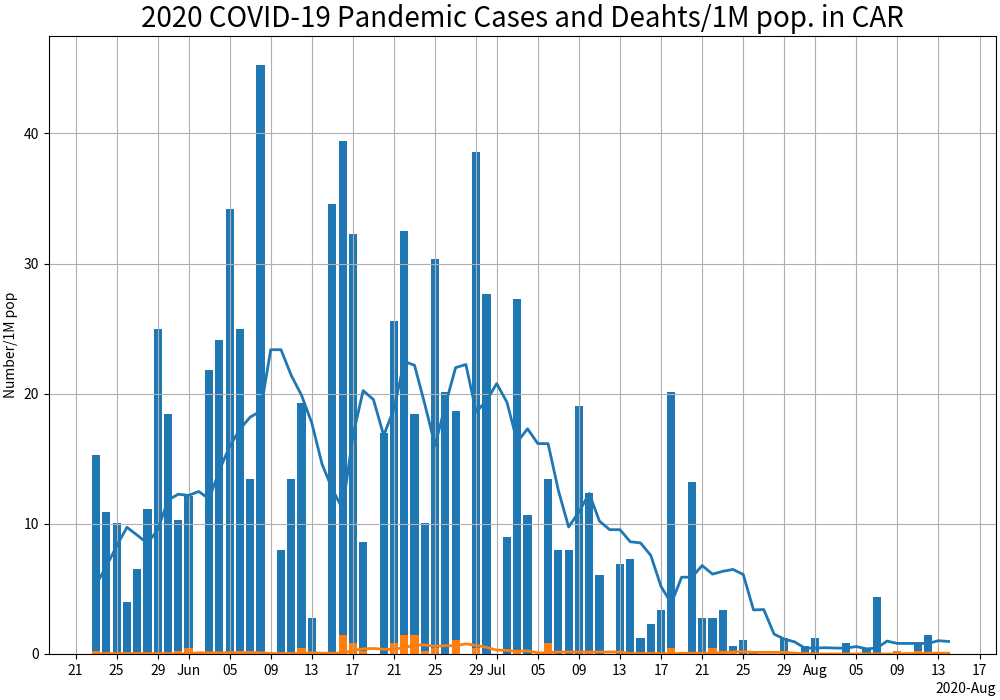 2020 COVID-19 Pandemic Cases and Deahts/1M pop. in CAR
Number/1M pop
40
30
20
10
0
21 25 29 Jun 05 09 13 17 21 25 29 Jul 05 09 13 17 21 25 29 Aug 05 09 13 17
2020-Aug